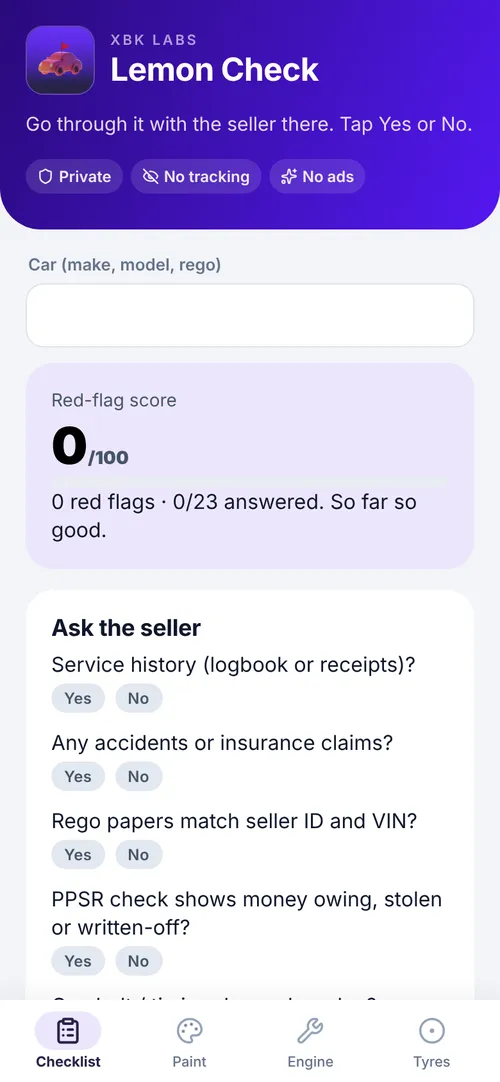 XBK LABS
Lemon Check
Go through it with the seller there. Tap Yes or No.
Private
No tracking
No ads
Car (make, model, rego)
Red-flag score
0/100
0 red flags · 0/23 answered. So far so
good.
Ask the seller
Service history (logbook or receipts)?
Yes No
Any accidents or insurance claims?
Yes No
Rego papers match seller ID and VIN?
Yes No
PPSR check shows money owing, stolen
or written-off?
Yes No
Checklist
Paint
Engine
Tyres